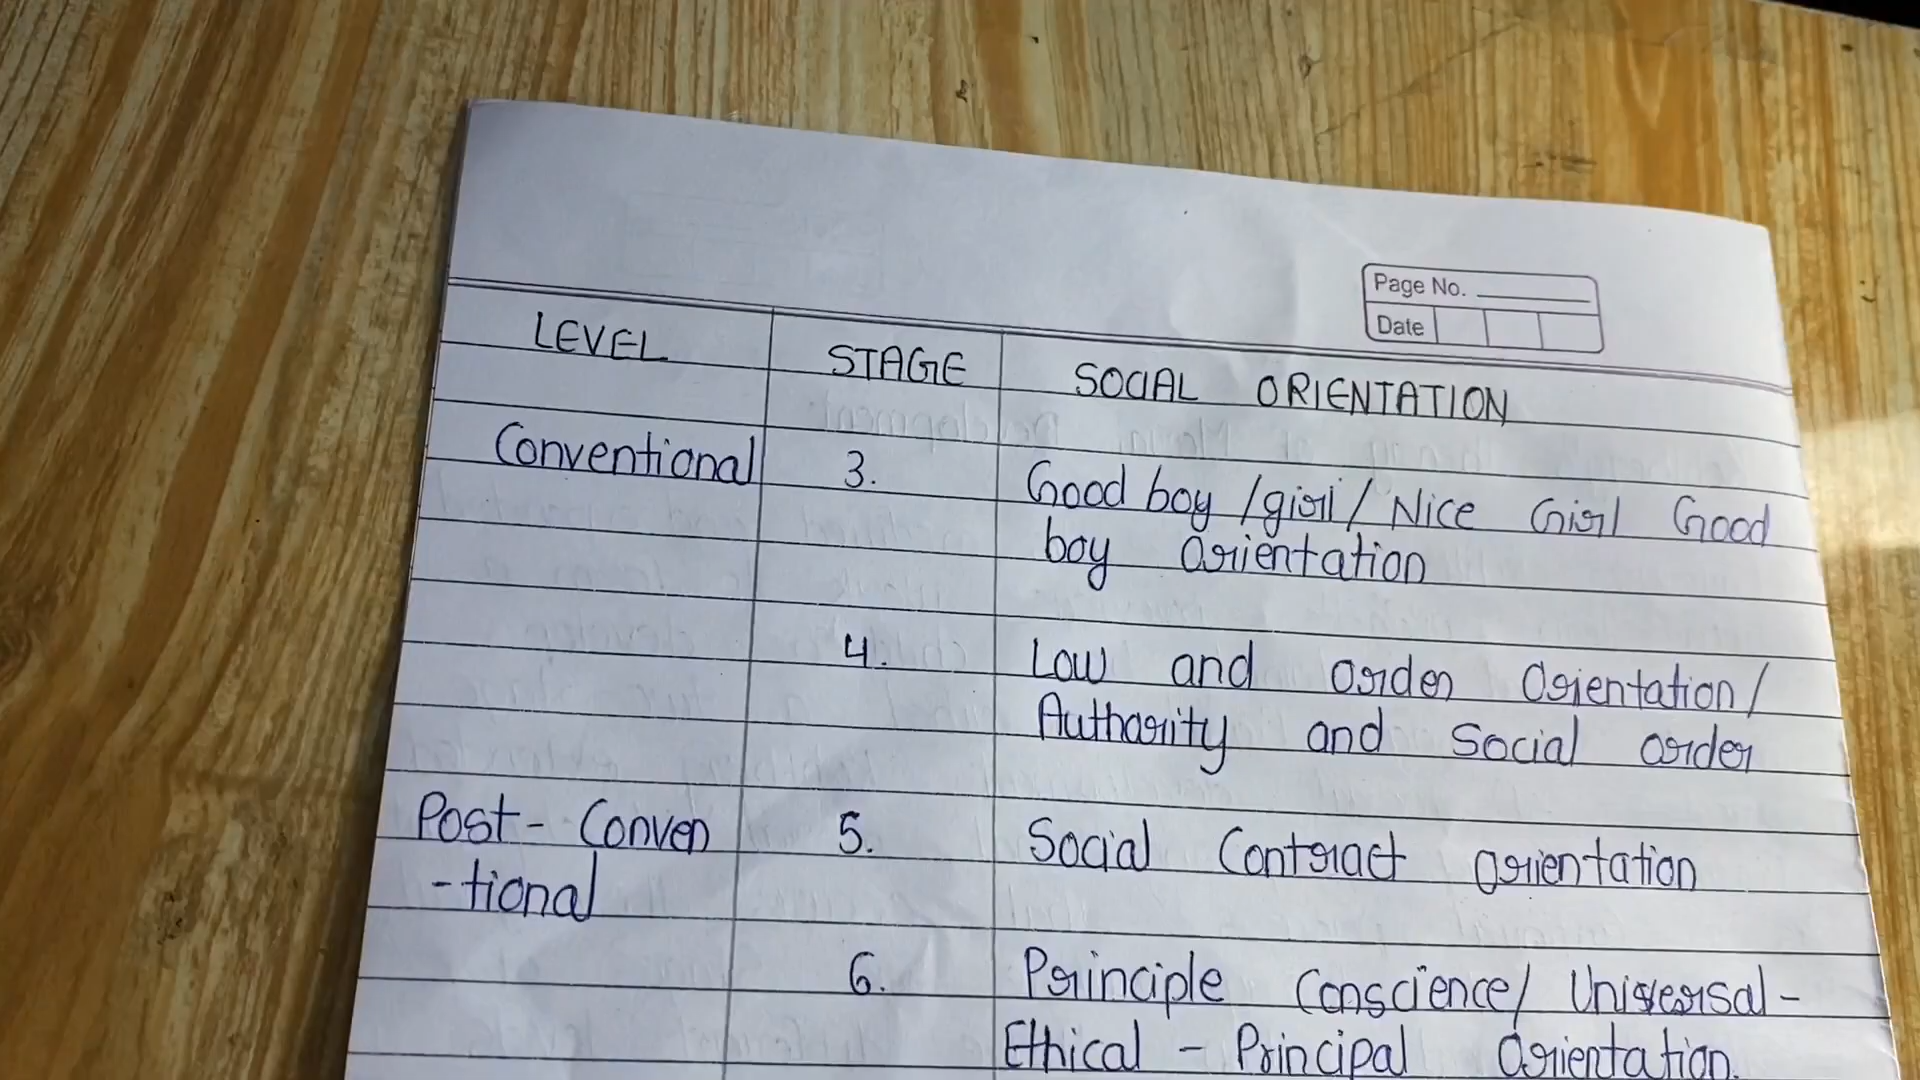 Page No.
Date
LEVEL STAGE SOCIAL ORIENTATION
Conventional 3. Good boy /girl/ Nice Girl Good
boy Orientation
4. Low and order Orientation/
Authority and Social order
Post- Conven 5. Social Contract orientation
-tional
6. Principle Conscience/ Universal-
Ethical - Principal Orientation.